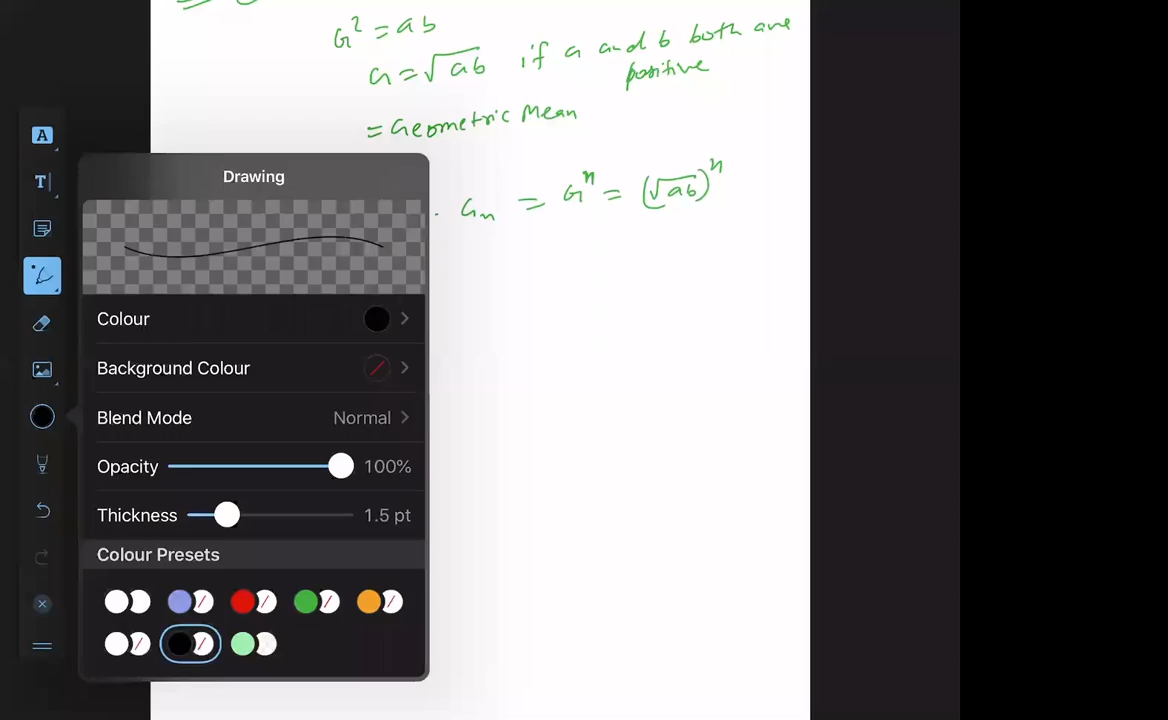 G² = ab
G = √ab if a and b both are
positive
= Geometric Mean
. Gn = Gⁿ = (√ab)ⁿ
A
T
Drawing
Colour
Background Colour
Blend Mode Normal
Opacity 100%
Thickness 1.5 pt
Colour Presets